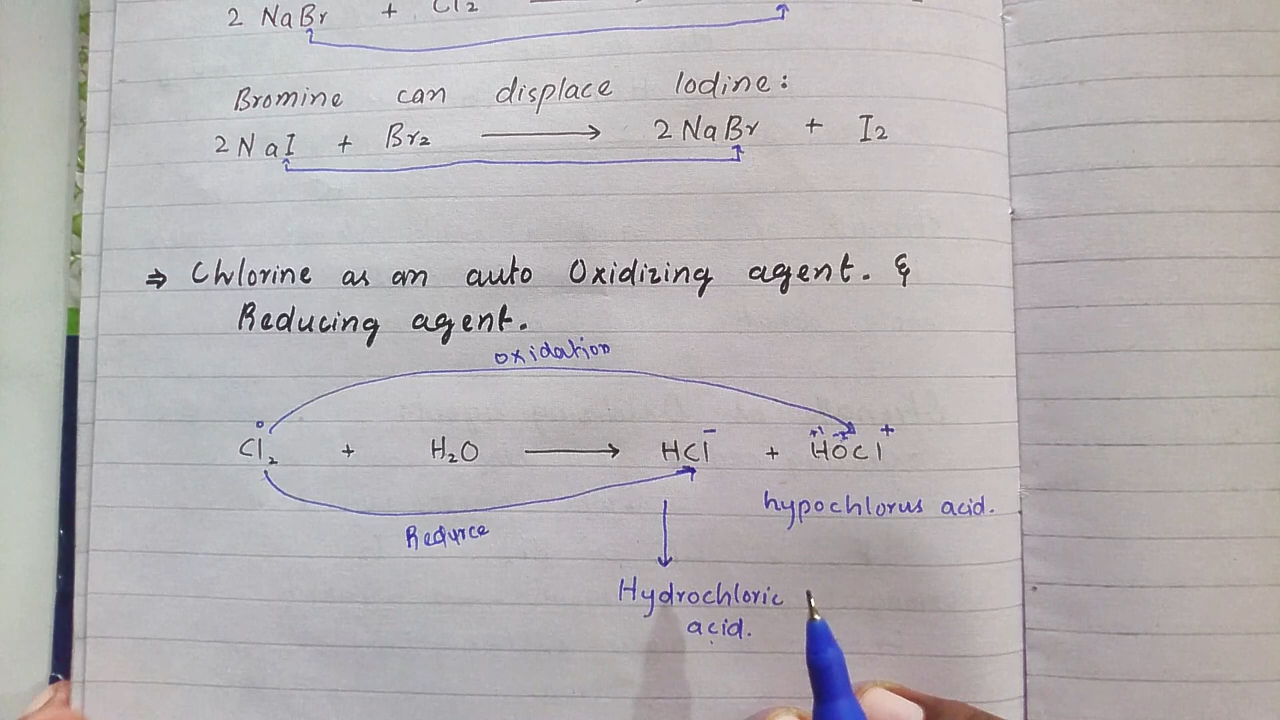 2 NaBr + Cl2
Bromine can displace Iodine:
2 NaI + Br2 ⟶ 2 NaBr + I2
⇒ Chlorine as an auto Oxidizing agent. &
Reducing agent.
oxidation
Cl₂⁰ + H₂O ⟶ HCl⁻ + HOCl⁺
hypochlorus acid.
Reduce
Hydrochloric
acid.